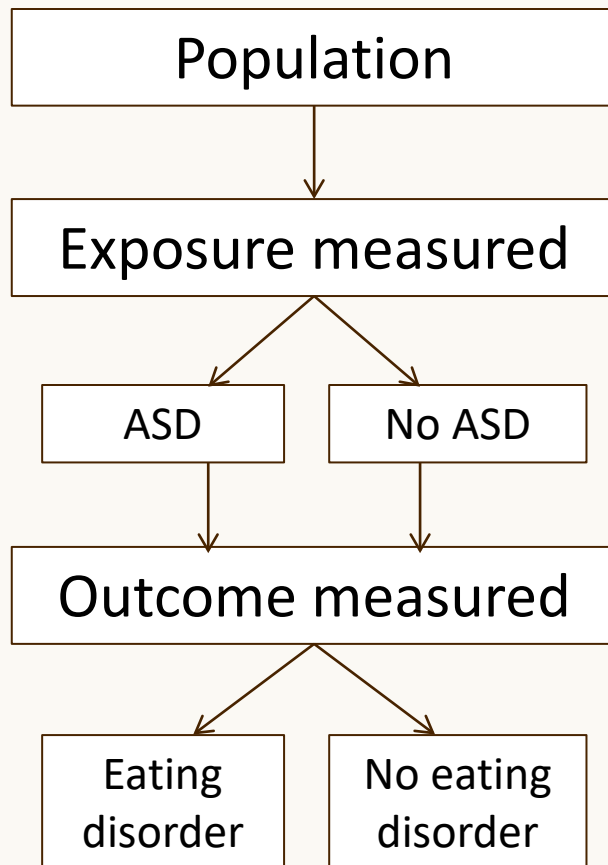 Population
Exposure measured
ASD
No ASD
Outcome measured
Eating
disorder
No eating
disorder